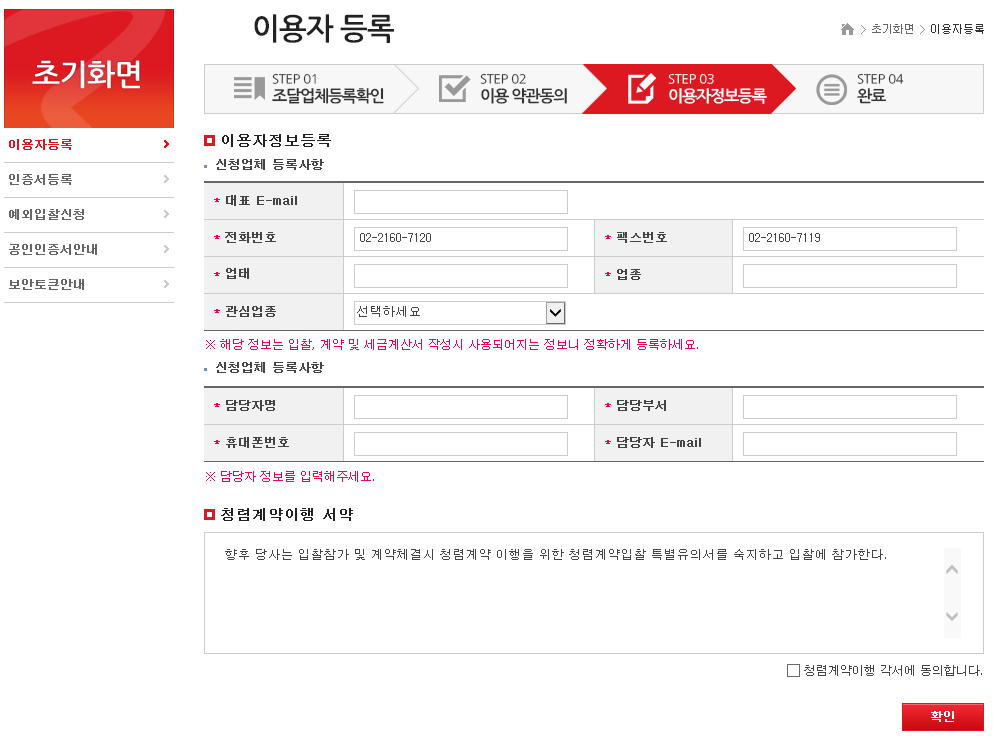 초기화면
이용자등록
인증서등록
예외입찰신청
공인인증서안내
보안토큰안내
이용자 등록
초기화면 > 이용자등록
STEP 01
조달업체등록확인
STEP 02
이용 약관동의
STEP 03
이용자정보등록
STEP 04
완료
이용자정보등록
신청업체 등록사항
* 대표 E-mail
* 전화번호 02-2160-7120 * 팩스번호 02-2160-7119
* 업태 * 업종
* 관심업종 선택하세요
※ 해당 정보는 입찰, 계약 및 세금계산서 작성시 사용되어지는 정보니 정확하게 등록하세요.
신청업체 등록사항
* 담당자명 * 담당부서
* 휴대폰번호 * 담당자 E-mail
※ 담당자 정보를 입력해주세요.
청렴계약이행 서약
향후 당사는 입찰참가 및 계약체결시 청렴계약 이행을 위한 청렴계약입찰 특별유의서를 숙지하고 입찰에 참가한다.
청렴계약이행 각서에 동의합니다.
확인